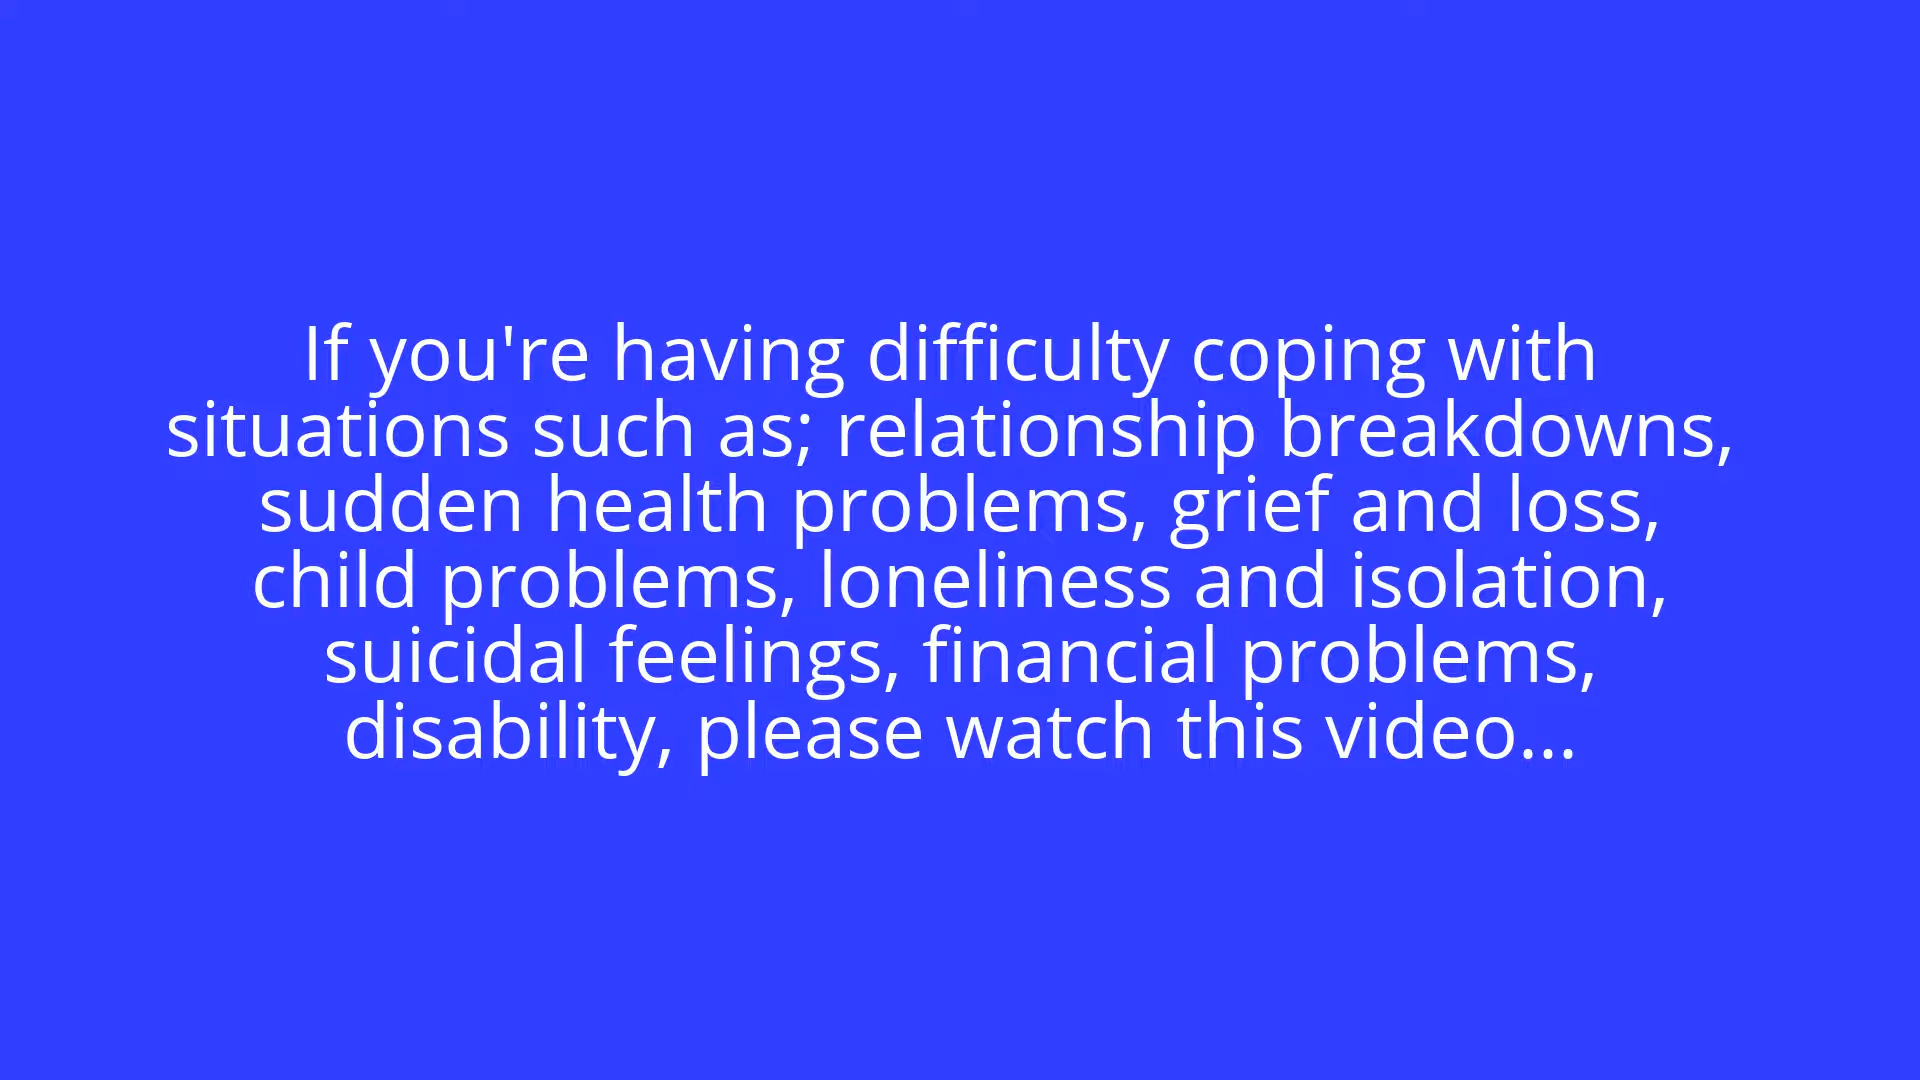 If you're having difficulty coping with
situations such as; relationship breakdowns,
sudden health problems, grief and loss,
child problems, loneliness and isolation,
suicidal feelings, financial problems,
disability, please watch this video...